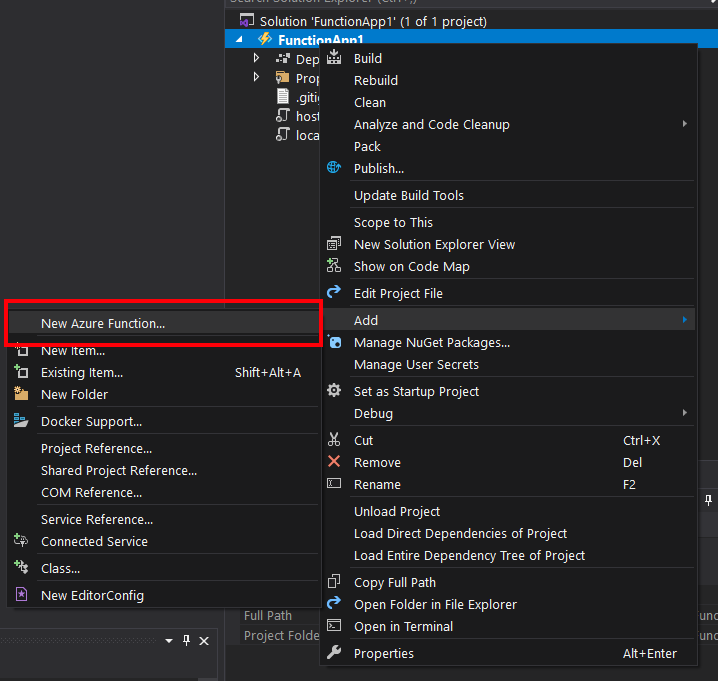 Search Solution Explorer (Ctrl+;)
Solution 'FunctionApp1' (1 of 1 project)
FunctionApp1
Dep
Prop
.gitig
host
loca
Build
Rebuild
Clean
Analyze and Code Cleanup
Pack
Publish...
Update Build Tools
Scope to This
New Solution Explorer View
Show on Code Map
Edit Project File
Add
Manage NuGet Packages...
Manage User Secrets
Set as Startup Project
Debug
Cut Ctrl+X
Remove Del
Rename F2
Unload Project
Load Direct Dependencies of Project
Load Entire Dependency Tree of Project
Copy Full Path
Open Folder in File Explorer
Open in Terminal
Properties Alt+Enter
New Azure Function...
New Item...
Existing Item... Shift+Alt+A
New Folder
Docker Support...
Project Reference...
Shared Project Reference...
COM Reference...
Service Reference...
Connected Service
Class...
New EditorConfig
Full Path
Project Folde